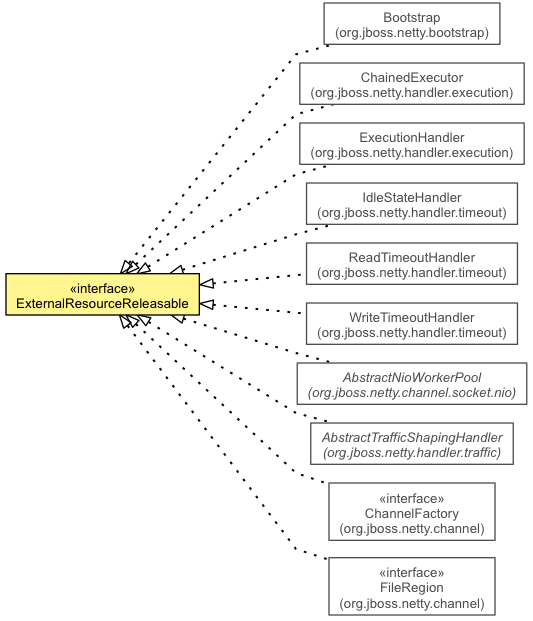 Bootstrap
(org.jboss.netty.bootstrap)
ChainedExecutor
(org.jboss.netty.handler.execution)
ExecutionHandler
(org.jboss.netty.handler.execution)
IdleStateHandler
(org.jboss.netty.handler.timeout)
ReadTimeoutHandler
(org.jboss.netty.handler.timeout)
«interface»
ExternalResourceReleasable
WriteTimeoutHandler
(org.jboss.netty.handler.timeout)
AbstractNioWorkerPool
(org.jboss.netty.channel.socket.nio)
AbstractTrafficShapingHandler
(org.jboss.netty.handler.traffic)
«interface»
ChannelFactory
(org.jboss.netty.channel)
«interface»
FileRegion
(org.jboss.netty.channel)